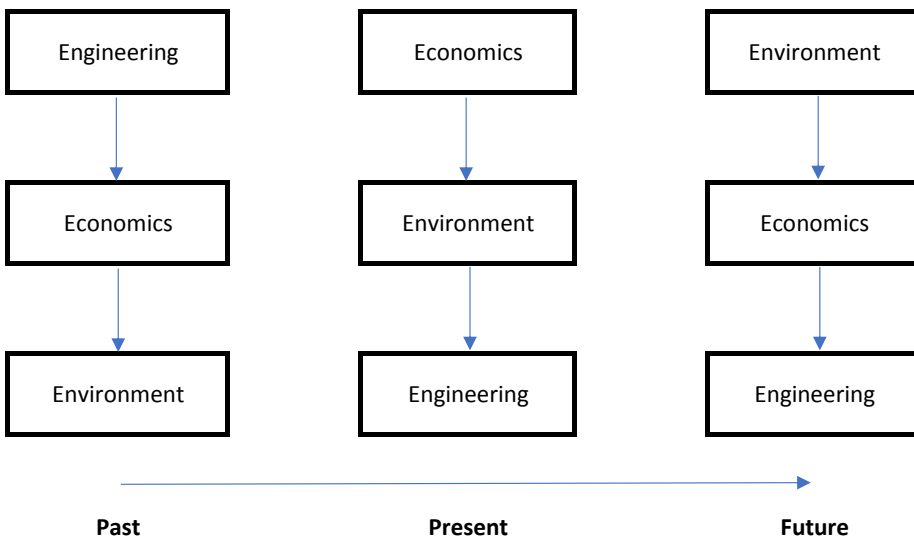 Engineering
Economics
Environment
Economics
Environment
Economics
Environment
Engineering
Engineering
Past
Present
Future